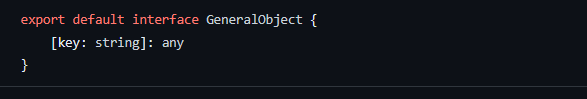 export default interface GeneralObject {
    [key: string]: any
}